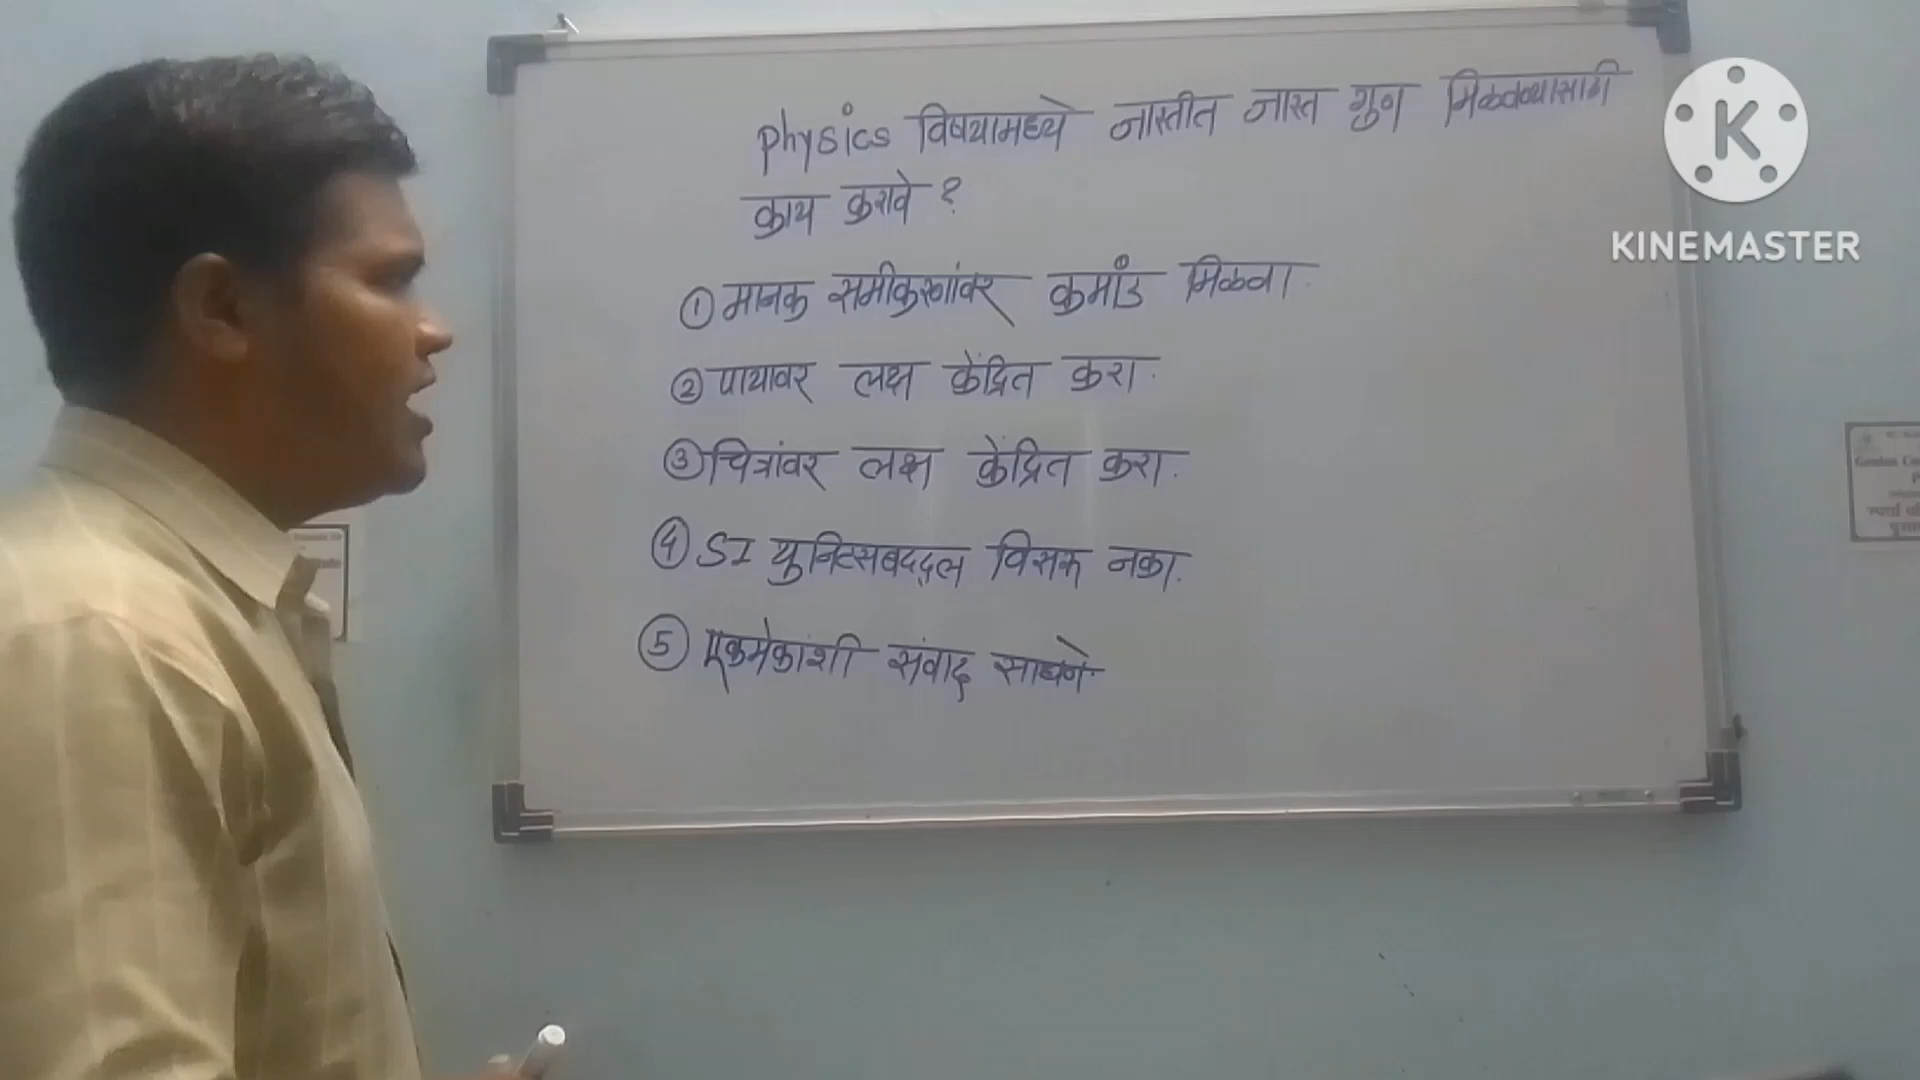 Physics विषयामध्ये जास्तीत जास्त गुण मिळवण्यासाठी
काय करावे ?
① मानक समीकरणांवर कमांड मिळवा.
② पायावर लक्ष केंद्रित करा.
③ चित्रांवर लक्ष केंद्रित करा.
④ SI युनिट्सबद्दल विसरू नका.
⑤ एकमेकांशी संवाद साधणे.
KINEMASTER